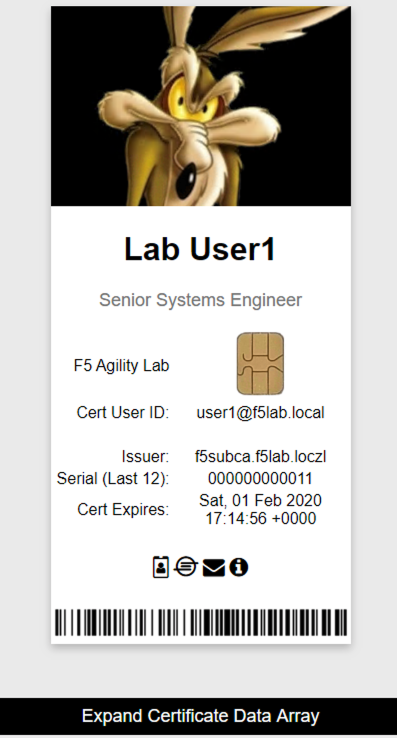 Lab User1
Senior Systems Engineer
F5 Agility Lab
Cert User ID: user1@f5lab.local
Issuer: f5subca.f5lab.loczl
Serial (Last 12): 000000000011
Cert Expires: Sat, 01 Feb 2020
17:14:56 +0000
Expand Certificate Data Array